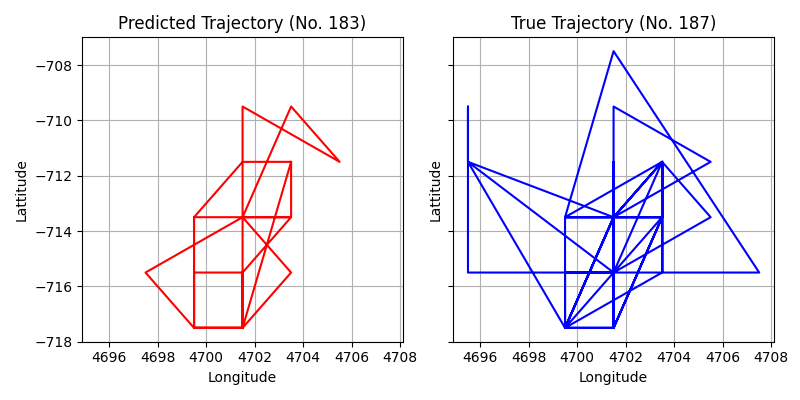 Predicted Trajectory (No. 183)
True Trajectory (No. 187)
−708
−710
−712
−714
−716
−718
Lattitude
Lattitude
4696 4698 4700 4702 4704 4706 4708
4696 4698 4700 4702 4704 4706 4708
Longitude
Longitude